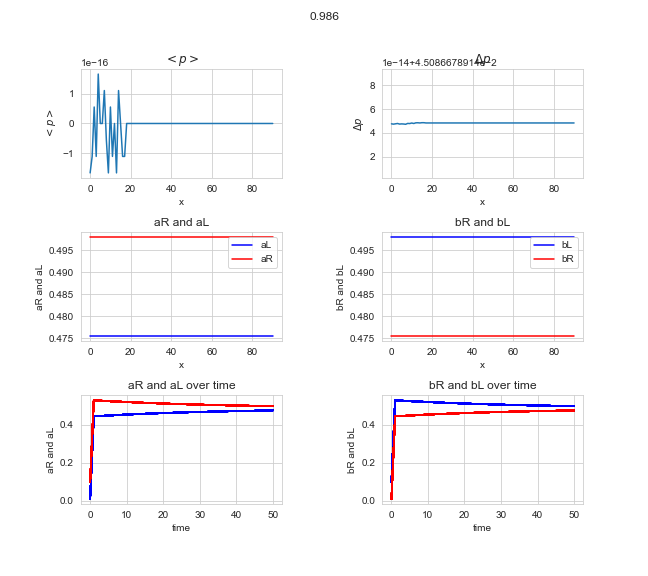 0.986
<p>
1e−16
<p>
1
0
−1
0 20 40 60 80
x
Δp
Δp
8
6
4
2
0 20 40 60 80
x
aR and aL
aR and aL
0.495
0.490
0.485
0.480
0.475
aL
aR
0 20 40 60 80
x
bR and bL
bR and bL
0.495
0.490
0.485
0.480
0.475
bL
bR
0 20 40 60 80
x
aR and aL over time
aR and aL
0.4
0.2
0.0
0 10 20 30 40 50
time
bR and bL over time
bR and bL
0.4
0.2
0.0
0 10 20 30 40 50
time